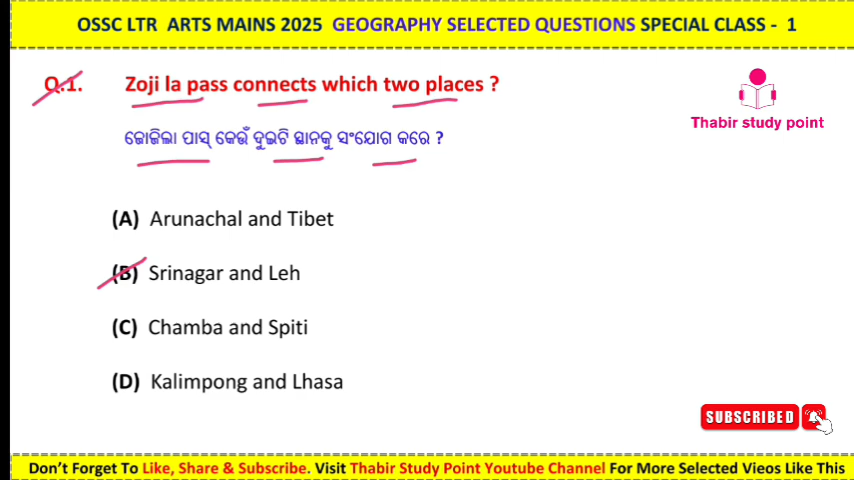 OSSC LTR ARTS MAINS 2025 GEOGRAPHY SELECTED QUESTIONS SPECIAL CLASS - 1
Q.1. Zoji la pass connects which two places ?
Thabir study point
ଜୋଜିଲା ପାସ୍ କେଉଁ ଦୁଇଟି ସ୍ଥାନକୁ ସଂଯୋଗ କରେ ?
(A) Arunachal and Tibet
(B) Srinagar and Leh
(C) Chamba and Spiti
(D) Kalimpong and Lhasa
SUBSCRIBED
Don't Forget To Like, Share & Subscribe. Visit Thabir Study Point Youtube Channel For More Selected Vieos Like This